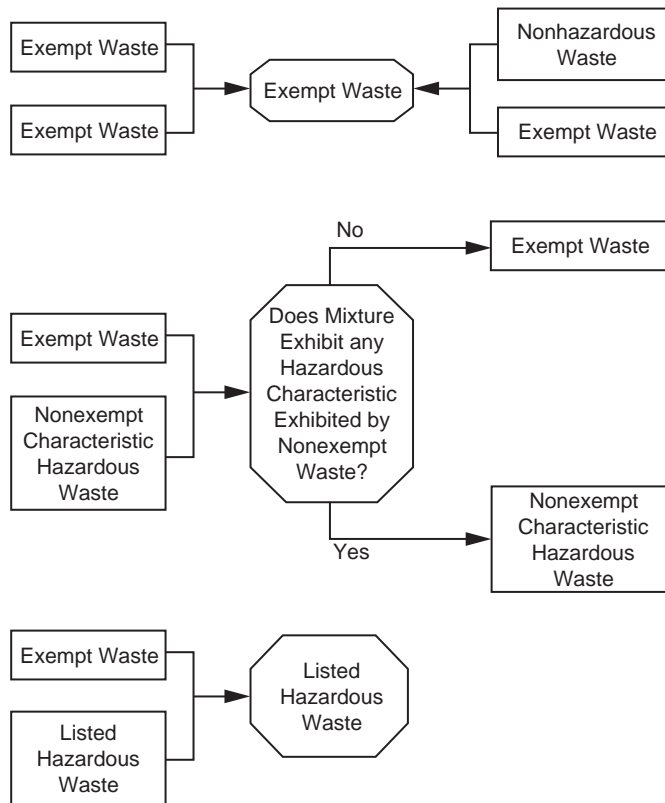 Exempt Waste
Exempt Waste
Exempt Waste
Nonhazardous
Waste
Exempt Waste
Exempt Waste
Nonexempt
Characteristic
Hazardous
Waste
Does Mixture
Exhibit any
Hazardous
Characteristic
Exhibited by
Nonexempt
Waste?
No
Exempt Waste
Yes
Nonexempt
Characteristic
Hazardous
Waste
Exempt Waste
Listed
Hazardous
Waste
Listed
Hazardous
Waste